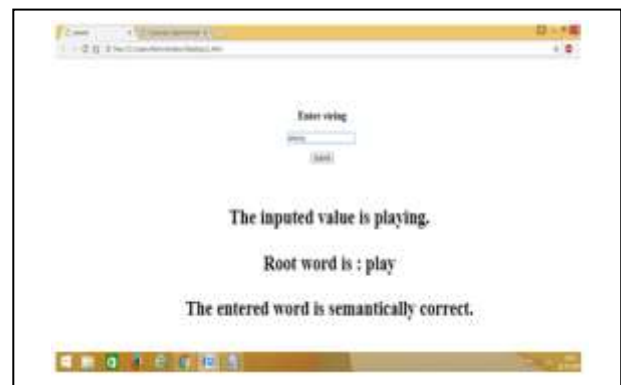 Enter string
Submit
The inputed value is playing.
Root word is : play
The entered word is semantically correct.